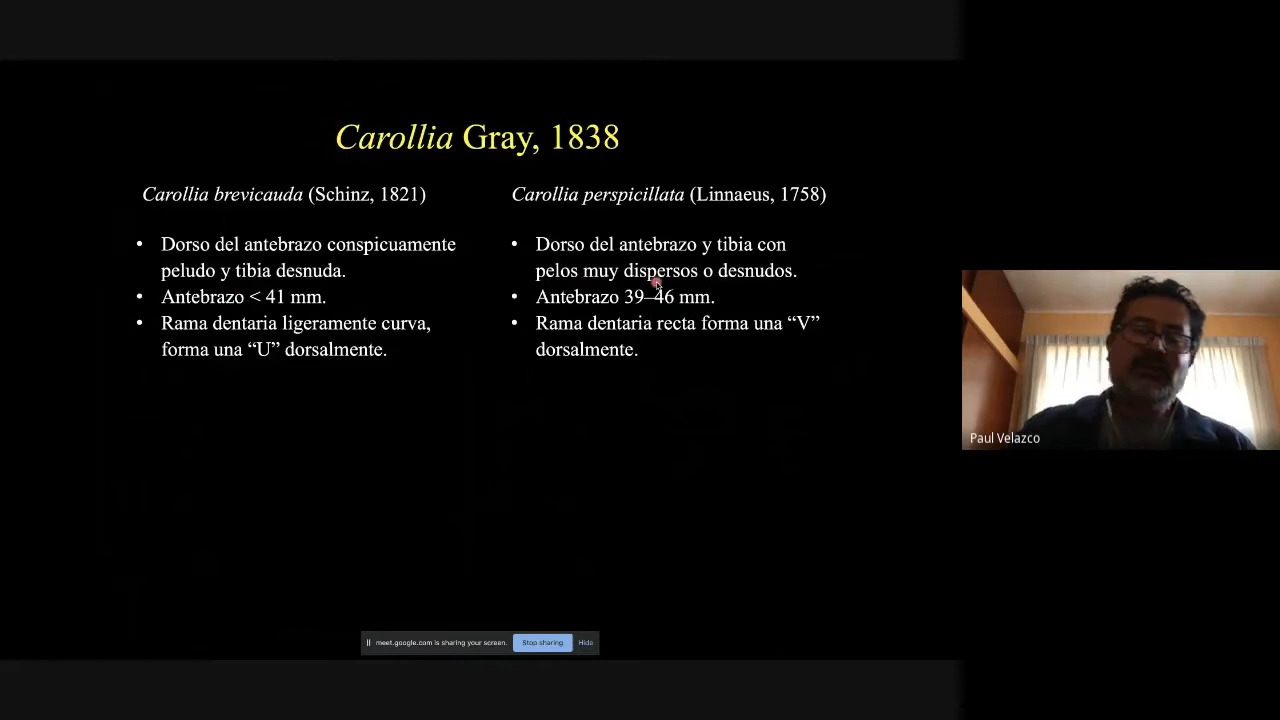 Carollia Gray, 1838
Carollia brevicauda (Schinz, 1821)
• Dorso del antebrazo conspicuamente
peludo y tibia desnuda.
• Antebrazo < 41 mm.
• Rama dentaria ligeramente curva,
forma una “U” dorsalmente.
Carollia perspicillata (Linnaeus, 1758)
• Dorso del antebrazo y tibia con
pelos muy dispersos o desnudos.
• Antebrazo 39–46 mm.
• Rama dentaria recta forma una “V”
dorsalmente.
Paul Velazco
meet.google.com is sharing your screen. Stop sharing Hide